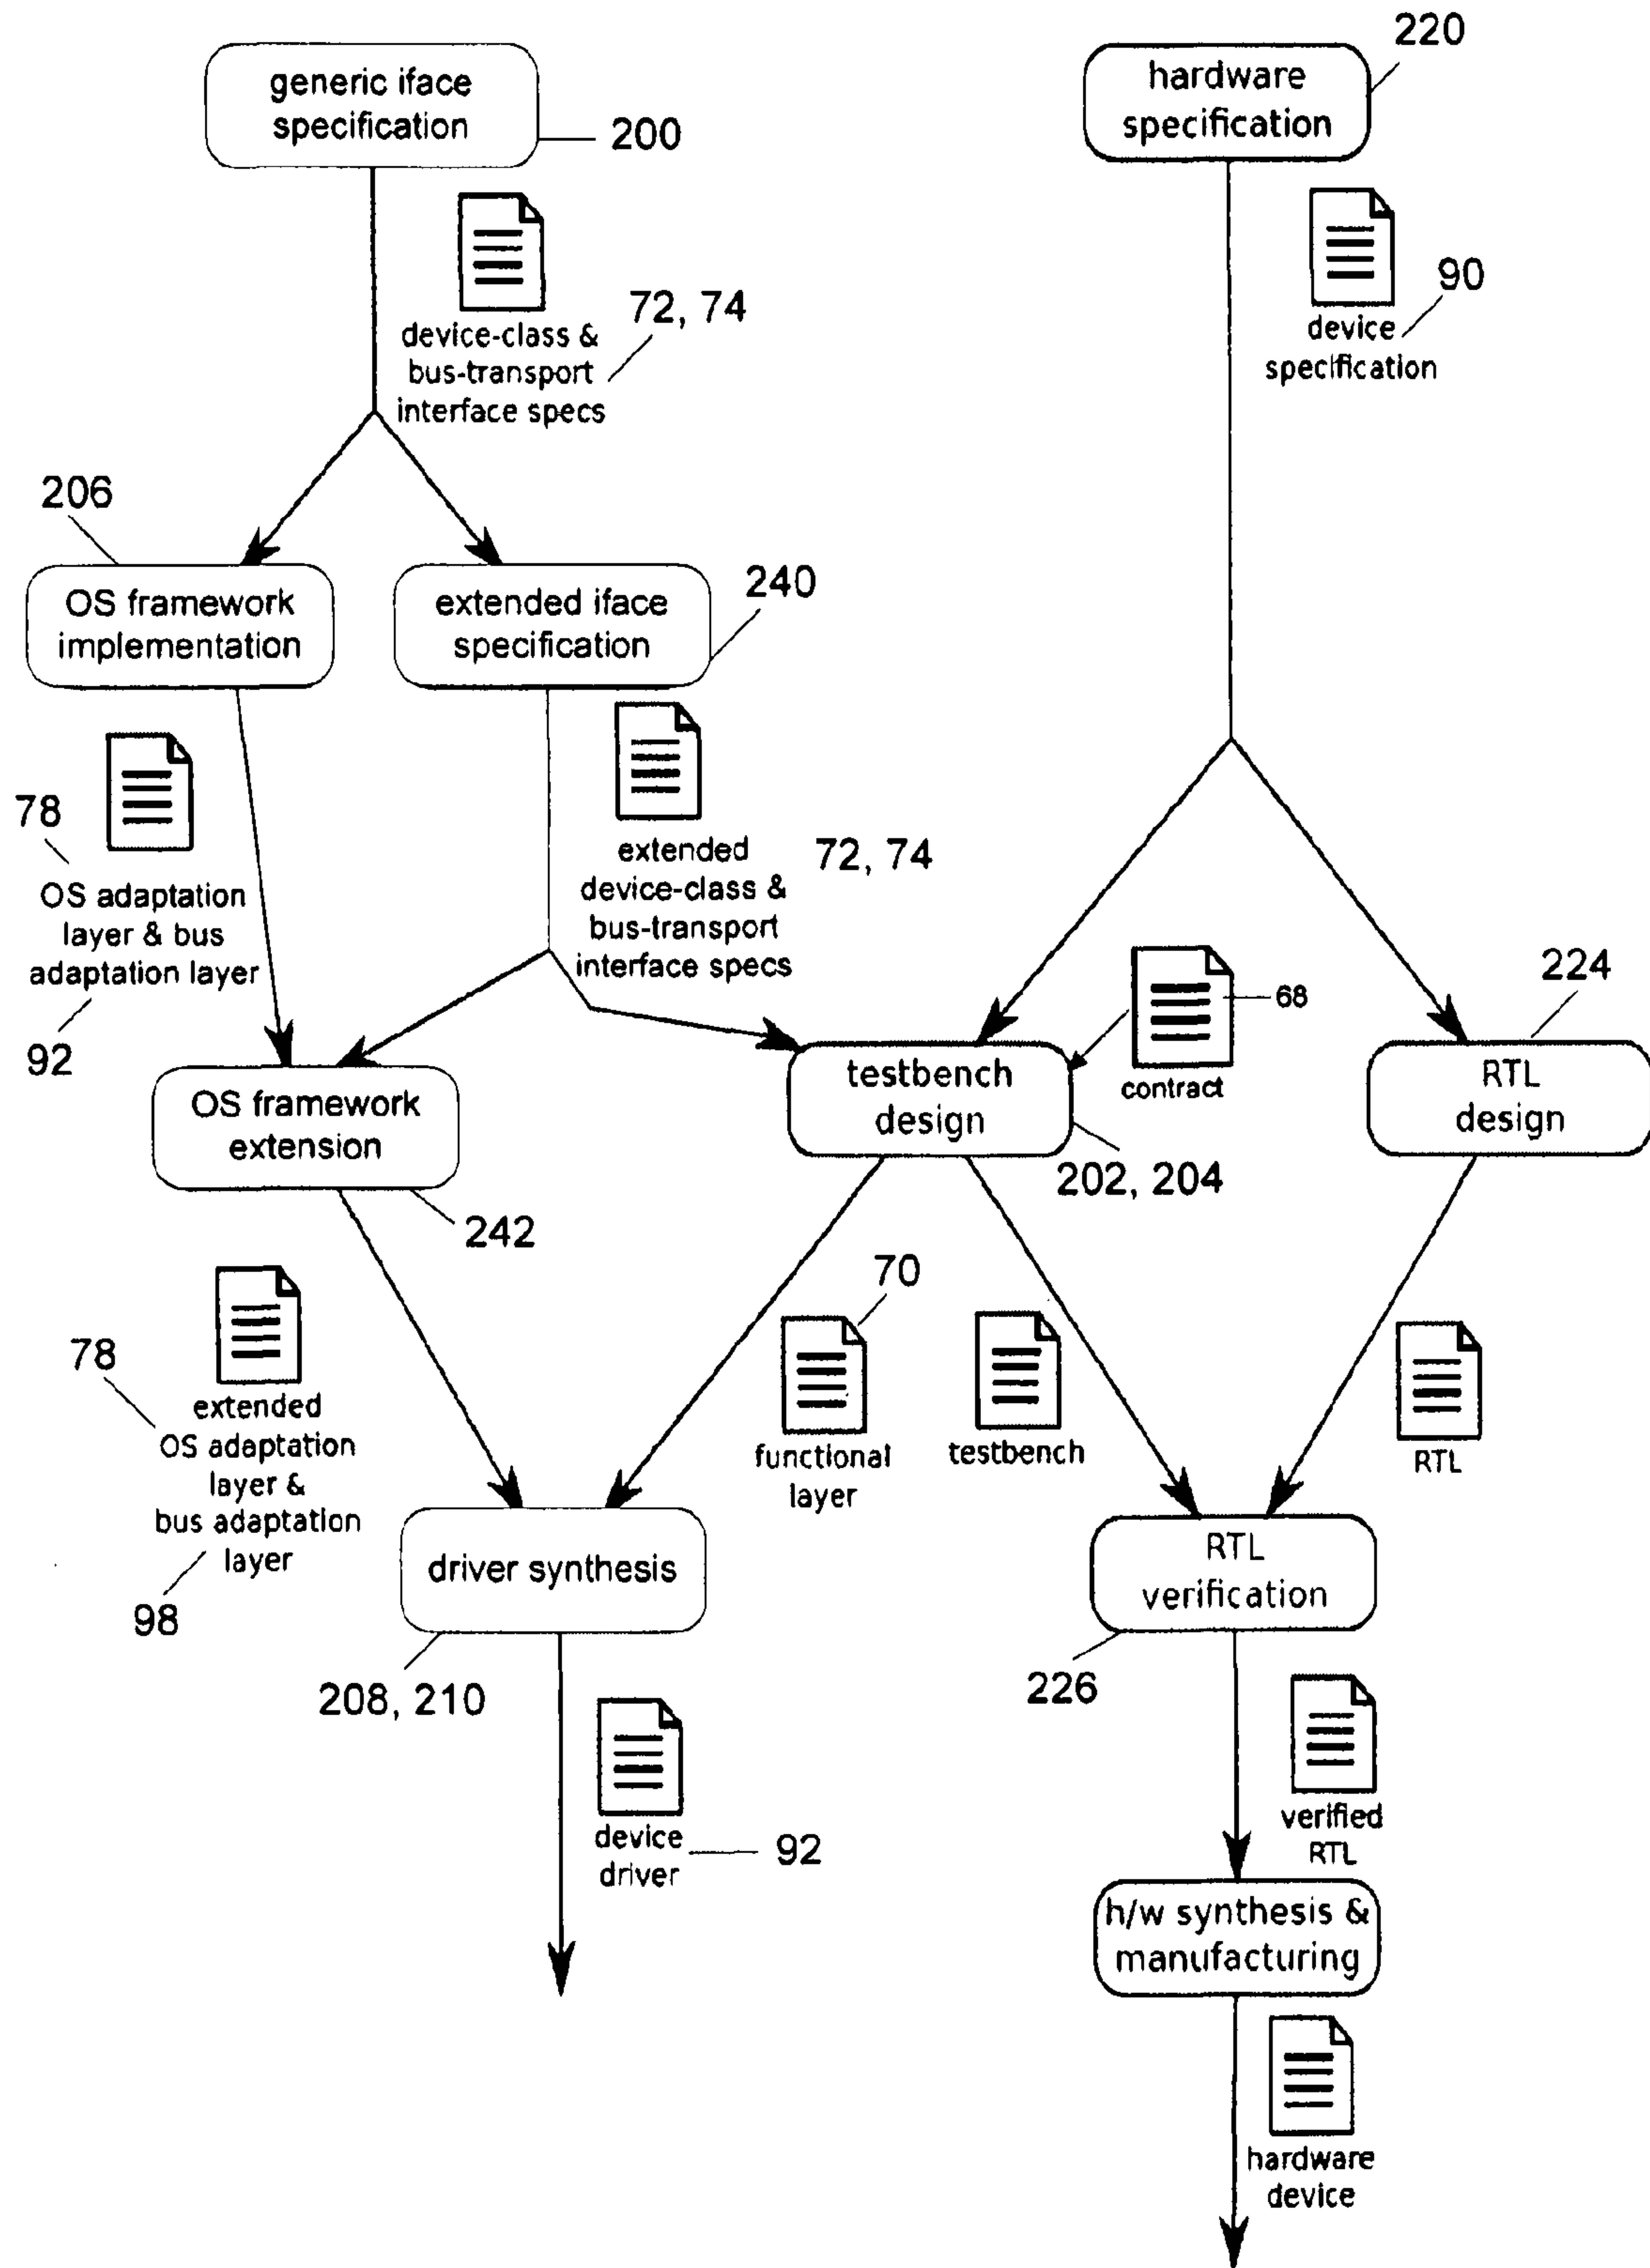 220
generic iface
specification
200
hardware
specification
device-class &
bus-transport
interface specs
72, 74
90
device
specification
206
OS framework
implementation
extended iface
specification
240
78
OS adaptation
layer & bus
adaptation layer
92
extended
device-class &
bus-transport
interface specs
72, 74
68
contract
224
OS framework
extension
242
testbench
design
202, 204
RTL
design
78
extended
OS adaptation
layer &
bus adaptation
layer
98
70
functional
layer
testbench
RTL
driver synthesis
208, 210
RTL
verification
226
device
driver
92
verified
RTL
h/w synthesis &
manufacturing
hardware
device